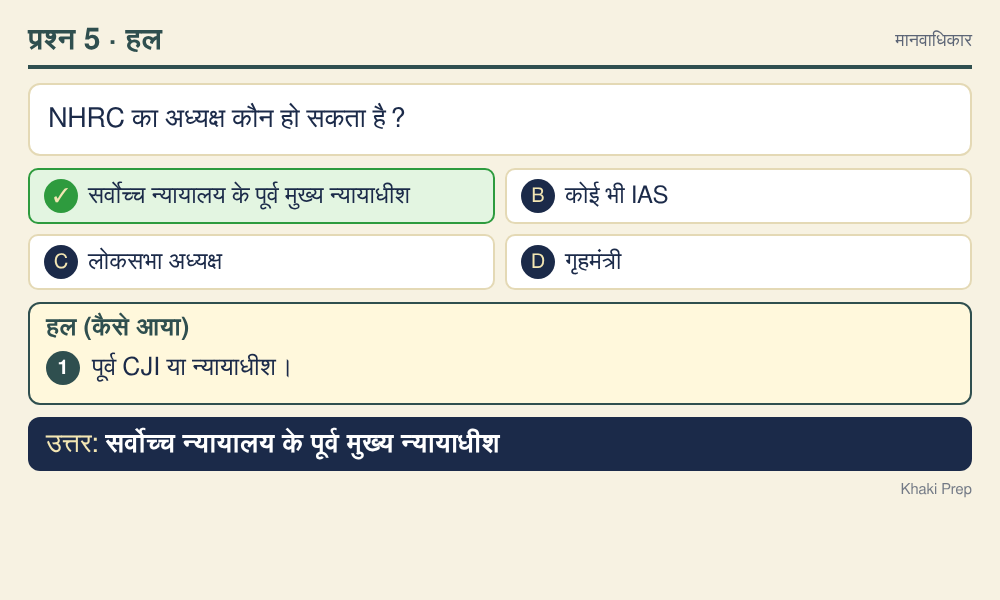 प्रश्न 5 · हल
मानवाधिकार
NHRC का अध्यक्ष कौन हो सकता है ?
✓ सर्वोच्च न्यायालय के पूर्व मुख्य न्यायाधीश
B कोई भी IAS
C लोकसभा अध्यक्ष
D गृहमंत्री
हल (कैसे आया)
1 पूर्व CJI या न्यायाधीश।
उत्तर: सर्वोच्च न्यायालय के पूर्व मुख्य न्यायाधीश
Khaki Prep